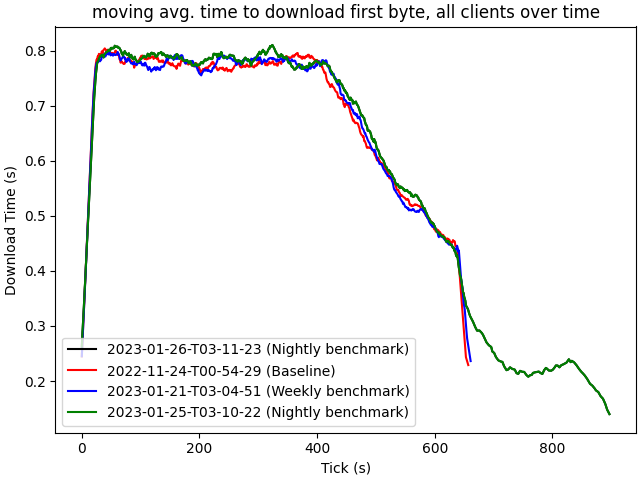 moving avg. time to download first byte, all clients over time
Download Time (s)
0.8
0.7
0.6
0.5
0.4
0.3
0.2
2023-01-26-T03-11-23 (Nightly benchmark)
2022-11-24-T00-54-29 (Baseline)
2023-01-21-T03-04-51 (Weekly benchmark)
2023-01-25-T03-10-22 (Nightly benchmark)
0 200 400 600 800
Tick (s)